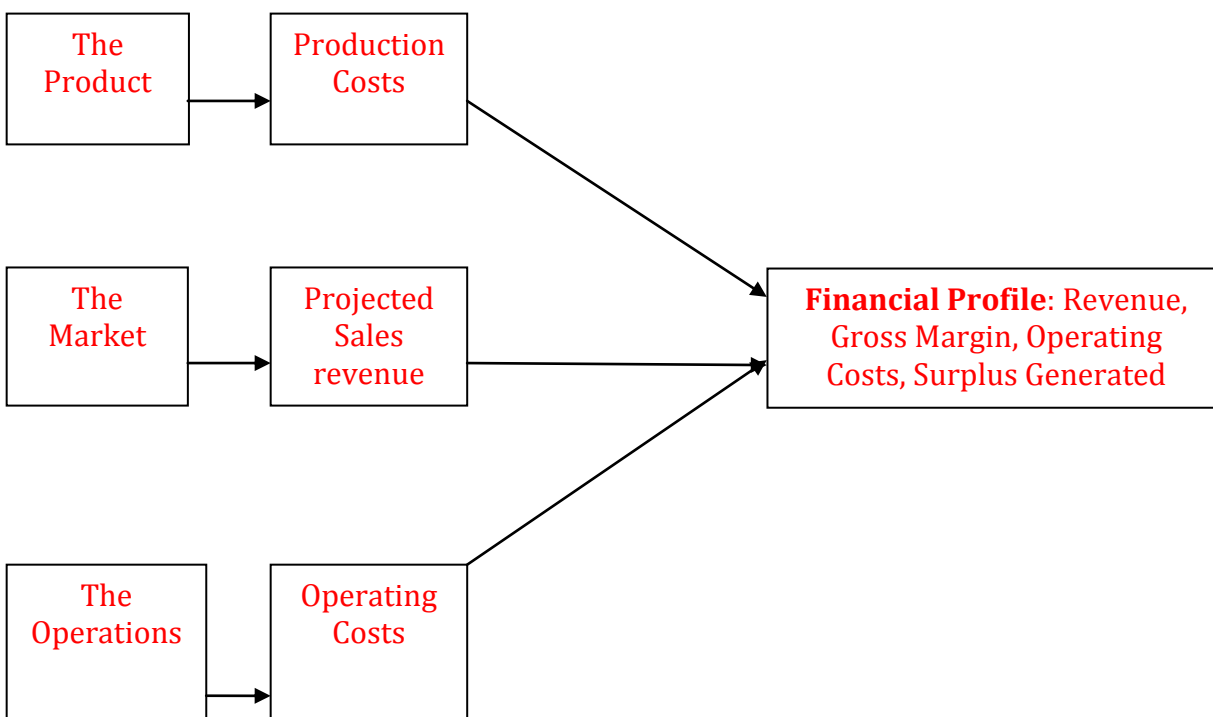 The
Product
Production
Costs
The
Market
Projected
Sales
revenue
Financial Profile: Revenue,
Gross Margin, Operating
Costs, Surplus Generated
The
Operations
Operating
Costs